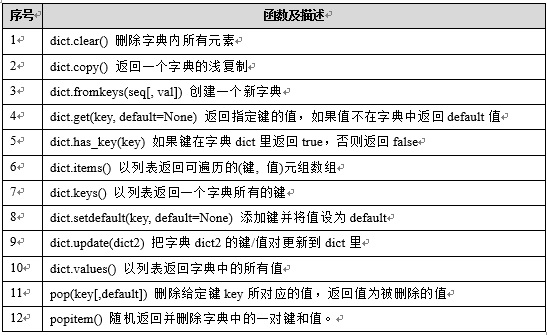 序号 函数及描述
1 dict.clear() 删除字典内所有元素
2 dict.copy() 返回一个字典的浅复制
3 dict.fromkeys(seq[, val]) 创建一个新字典
4 dict.get(key, default=None) 返回指定键的值，如果值不在字典中返回 default 值
5 dict.has_key(key) 如果键在字典 dict 里返回 true，否则返回 false
6 dict.items() 以列表返回可遍历的(键, 值)元组数组
7 dict.keys() 以列表返回一个字典所有的键
8 dict.setdefault(key, default=None) 添加键并将值设为 default
9 dict.update(dict2) 把字典 dict2 的键/值对更新到 dict 里
10 dict.values() 以列表返回字典中的所有值
11 pop(key[,default]) 删除给定键 key 所对应的值，返回值为被删除的值
12 popitem() 随机返回并删除字典中的一对键和值。